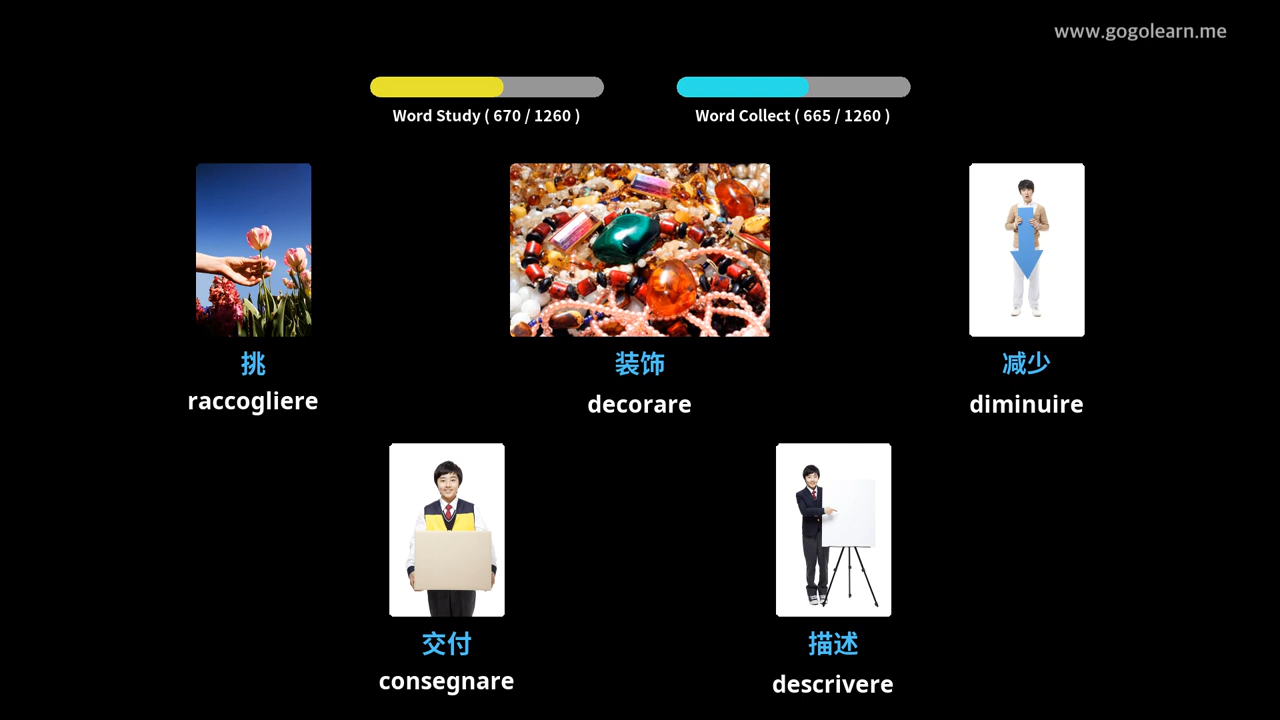 www.gogolearn.me
Word Study ( 670 / 1260 )
Word Collect ( 665 / 1260 )
挑
装饰
减少
raccogliere
decorare
diminuire
交付
描述
consegnare
descrivere